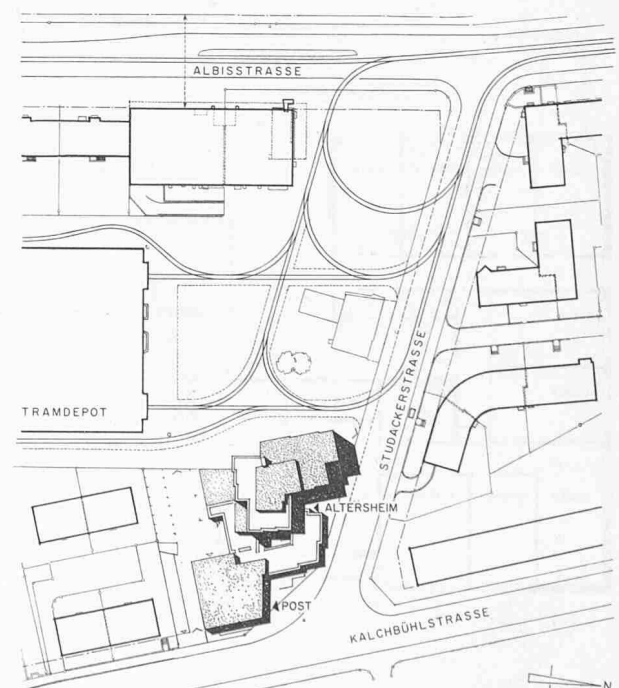 ALBISSTRASSE
STUDACKERSTRASSE
TRAMDEPOT
ALTERSHEIM
POST
KALCHBÜHLSTRASSE
N